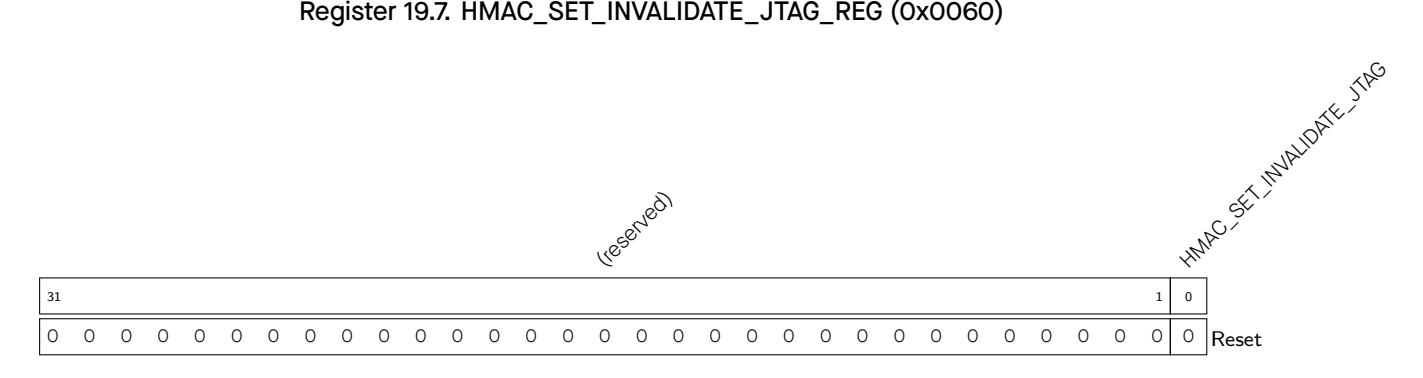 Register 19.7. HMAC_SET_INVALIDATE_JTAG_REG (0x0060)
(reserved)
HMAC_SET_INVALIDATE_JTAG
31 1 0
0 0 0 0 0 0 0 0 0 0 0 0 0 0 0 0 0 0 0 0 0 0 0 0 0 0 0 0 0 0 0 0 Reset